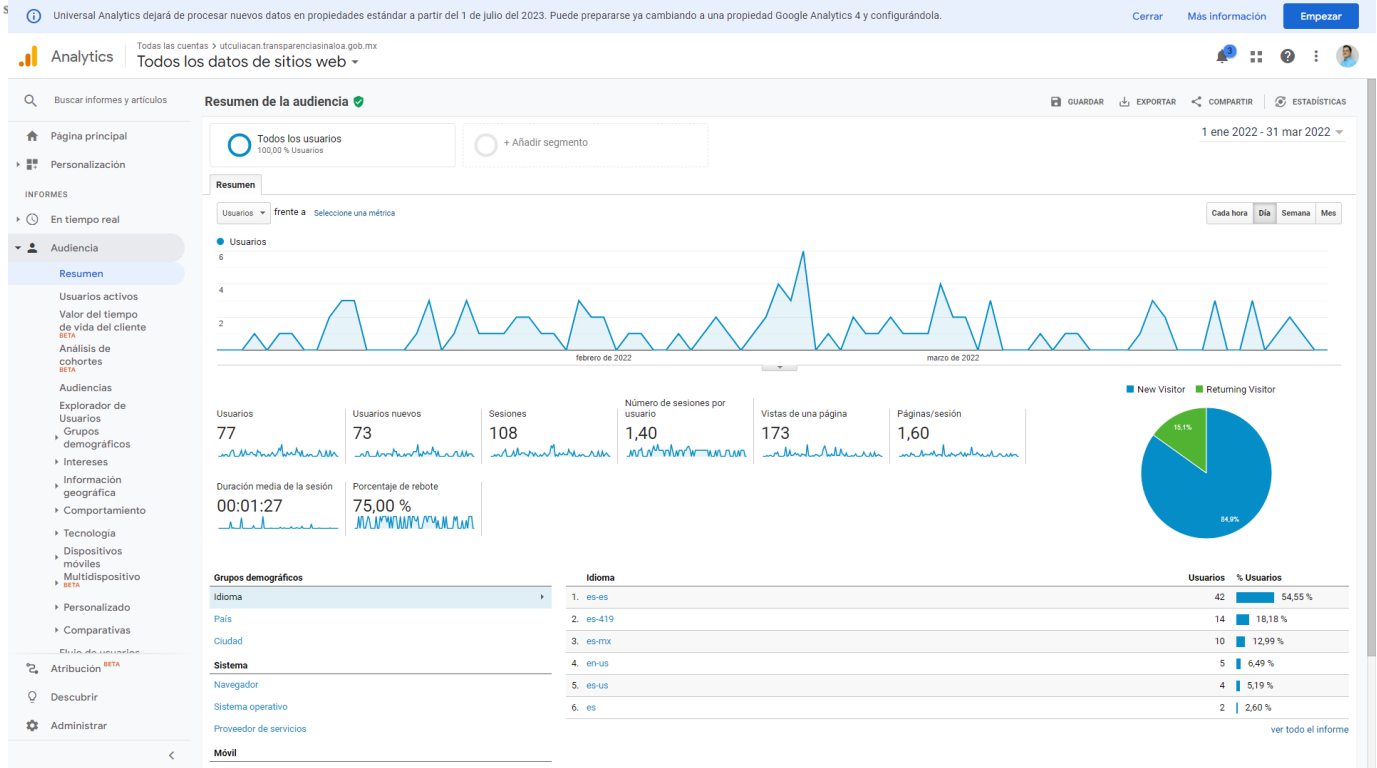 Universal Analytics dejará de procesar nuevos datos en propiedades estándar a partir del 1 de julio del 2023. Puede prepararse ya cambiando a una propiedad Google Analytics 4 y configurándola.
Cerrar
Más información
Empezar
Analytics
Todas las cuentas > utculiacan.transparenciasinaloa.gob.mx
Todos los datos de sitios web
3
Buscar informes y artículos
Página principal
Personalización
INFORMES
En tiempo real
Audiencia
Resumen
Usuarios activos
Valor del tiempo
de vida del cliente
BETA
Análisis de
cohortes
BETA
Audiencias
Explorador de
Usuarios
Grupos
demográficos
Intereses
Información
geográfica
Comportamiento
Tecnología
Dispositivos
móviles
Multidispositivo
BETA
Personalizado
Comparativas
Flujo de usuarios
Atribución BETA
Descubrir
Administrar
Resumen de la audiencia
GUARDAR
EXPORTAR
COMPARTIR
ESTADÍSTICAS
Todos los usuarios
100,00 % Usuarios
+ Añadir segmento
1 ene 2022 - 31 mar 2022
Resumen
Usuarios
frente a
Seleccione una métrica
Cada hora
Día
Semana
Mes
Usuarios
6
4
2
febrero de 2022
marzo de 2022
Usuarios
77
Usuarios nuevos
73
Sesiones
108
Número de sesiones por
usuario
1,40
Vistas de una página
173
Páginas/sesión
1,60
Duración media de la sesión
00:01:27
Porcentaje de rebote
75,00 %
New Visitor
Returning Visitor
15,1%
84,9%
Grupos demográficos
Idioma
País
Ciudad
Sistema
Navegador
Sistema operativo
Proveedor de servicios
Móvil
Idioma Usuarios % Usuarios
1. es-es 42 54,55 %
2. es-419 14 18,18 %
3. es-mx 10 12,99 %
4. en-us 5 6,49 %
5. es-us 4 5,19 %
6. es 2 2,60 %
ver todo el informe